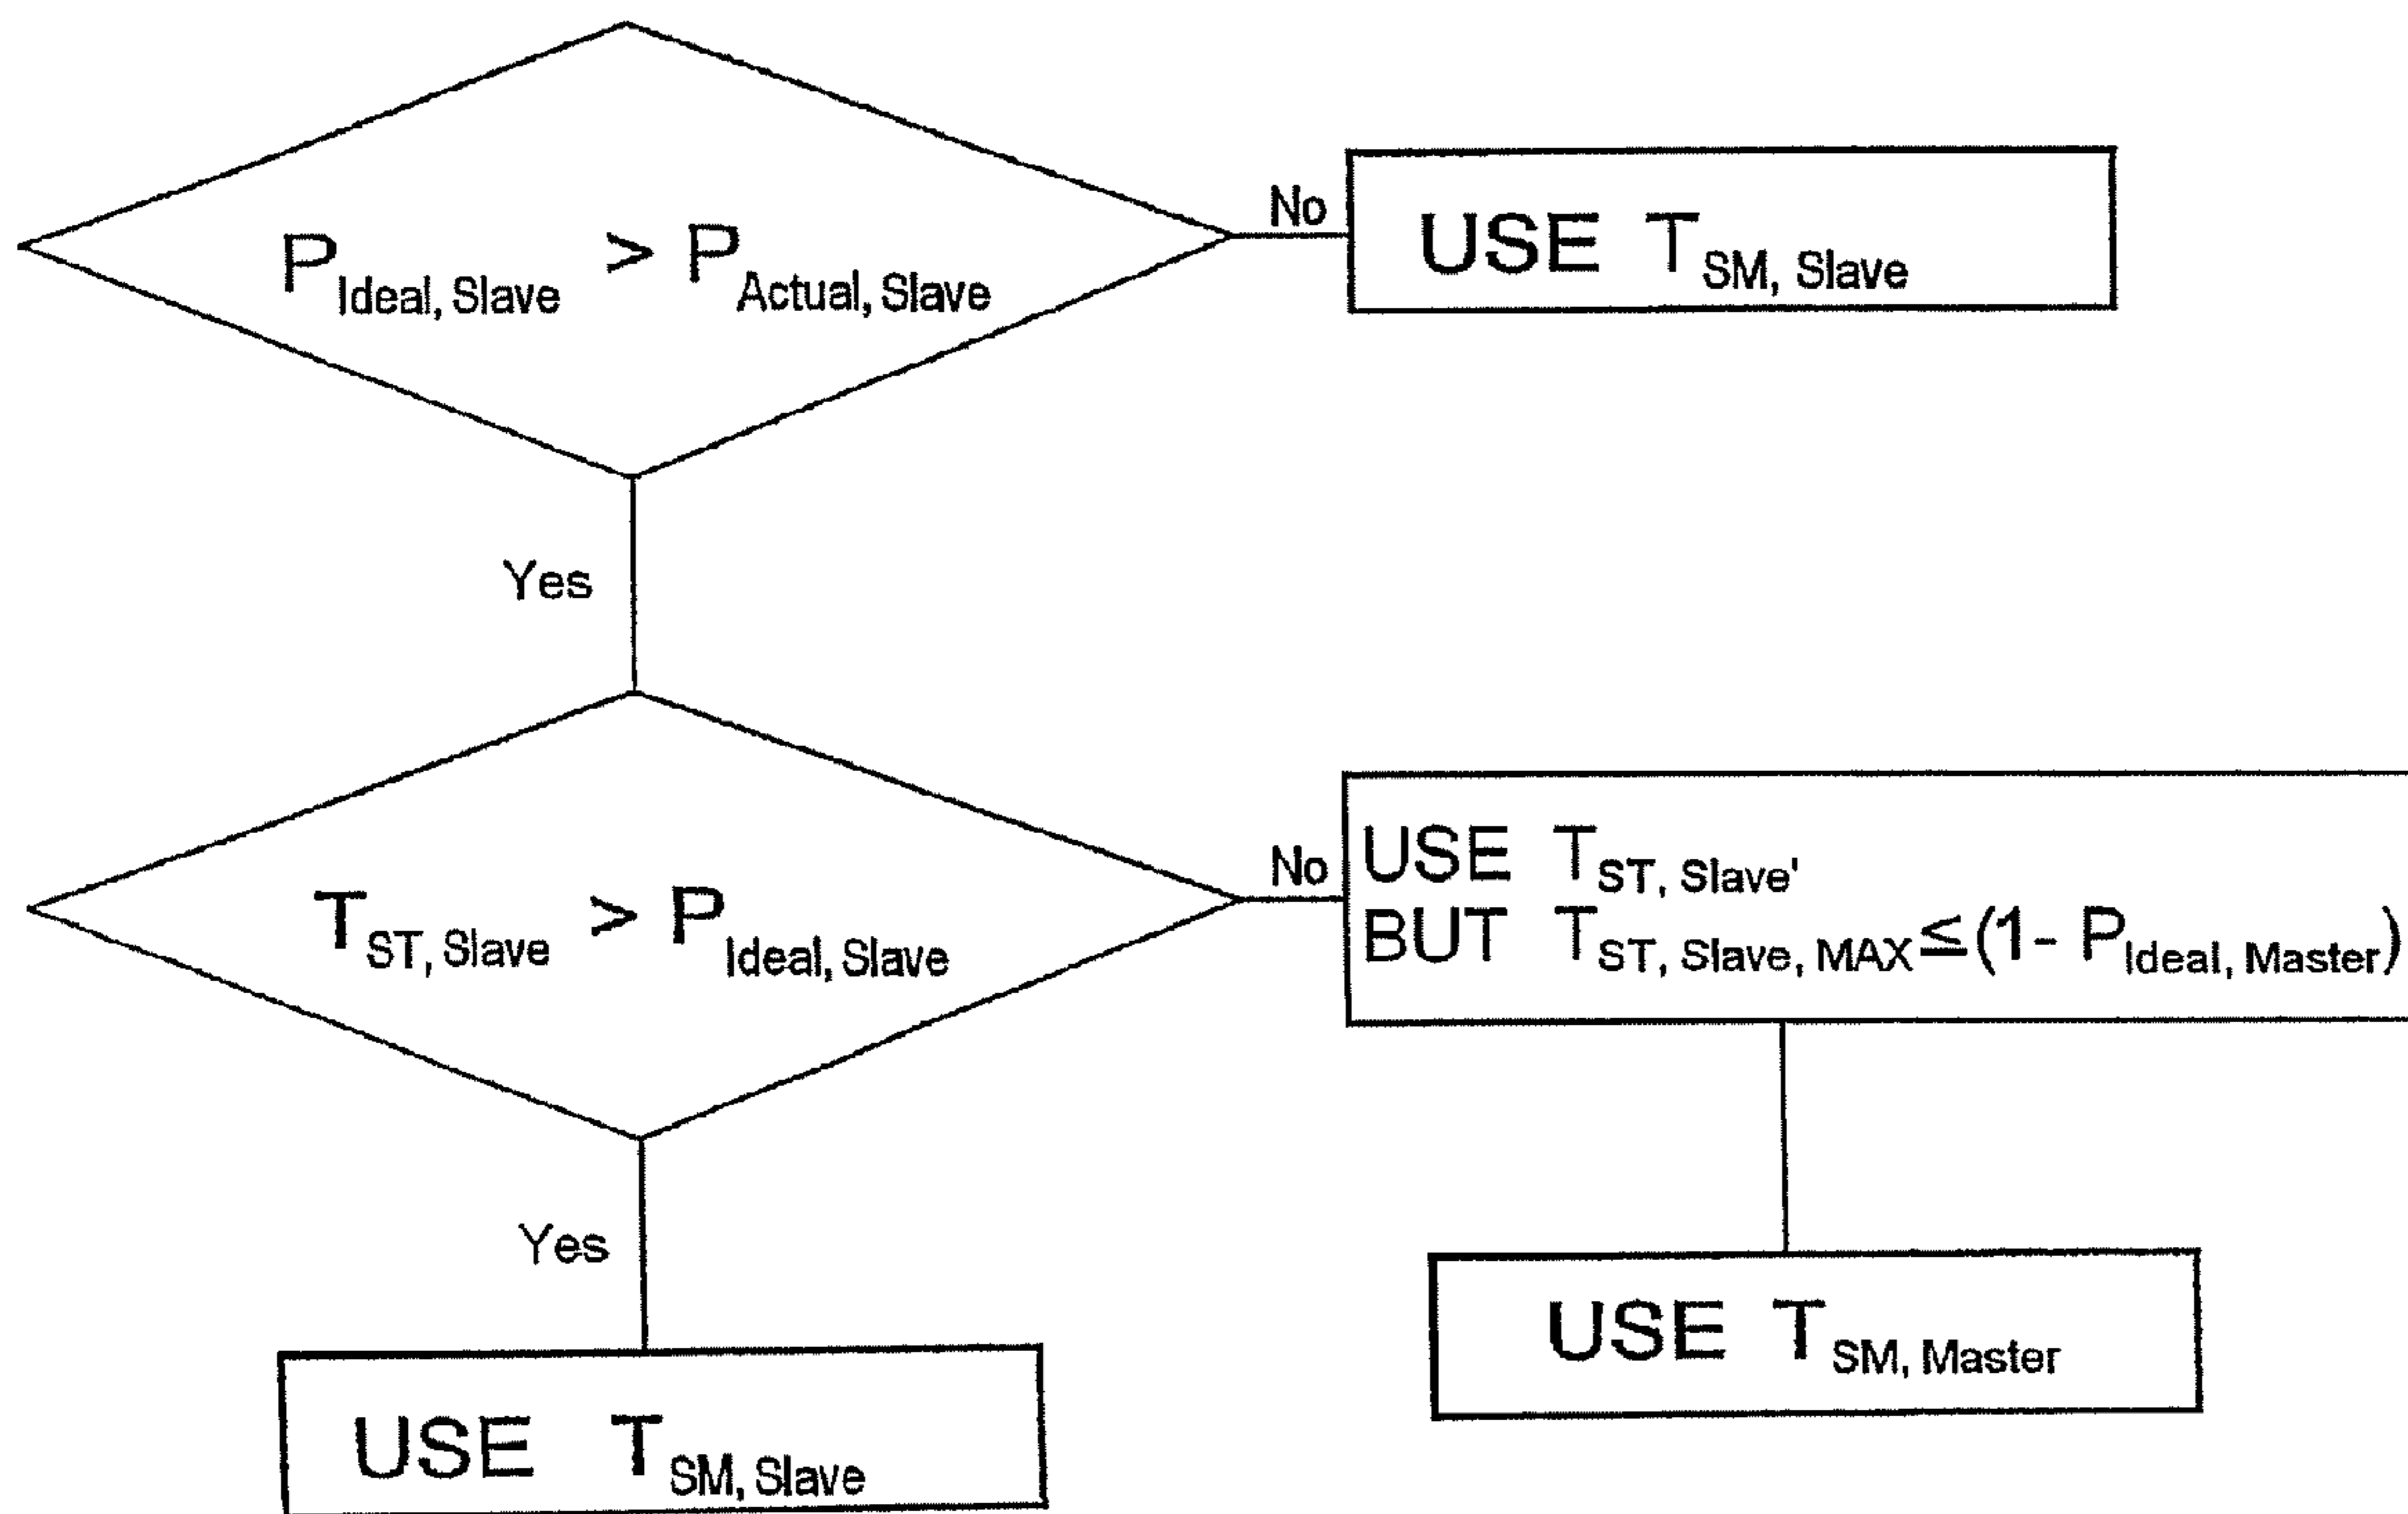 P Ideal, Slave > P Actual, Slave
No
USE T SM, Slave
Yes
T ST, Slave > P Ideal, Slave
No
USE T ST, Slave'
BUT T ST, Slave, MAX ≤ (1- P Ideal, Master)
Yes
USE T SM, Master
USE T SM, Slave